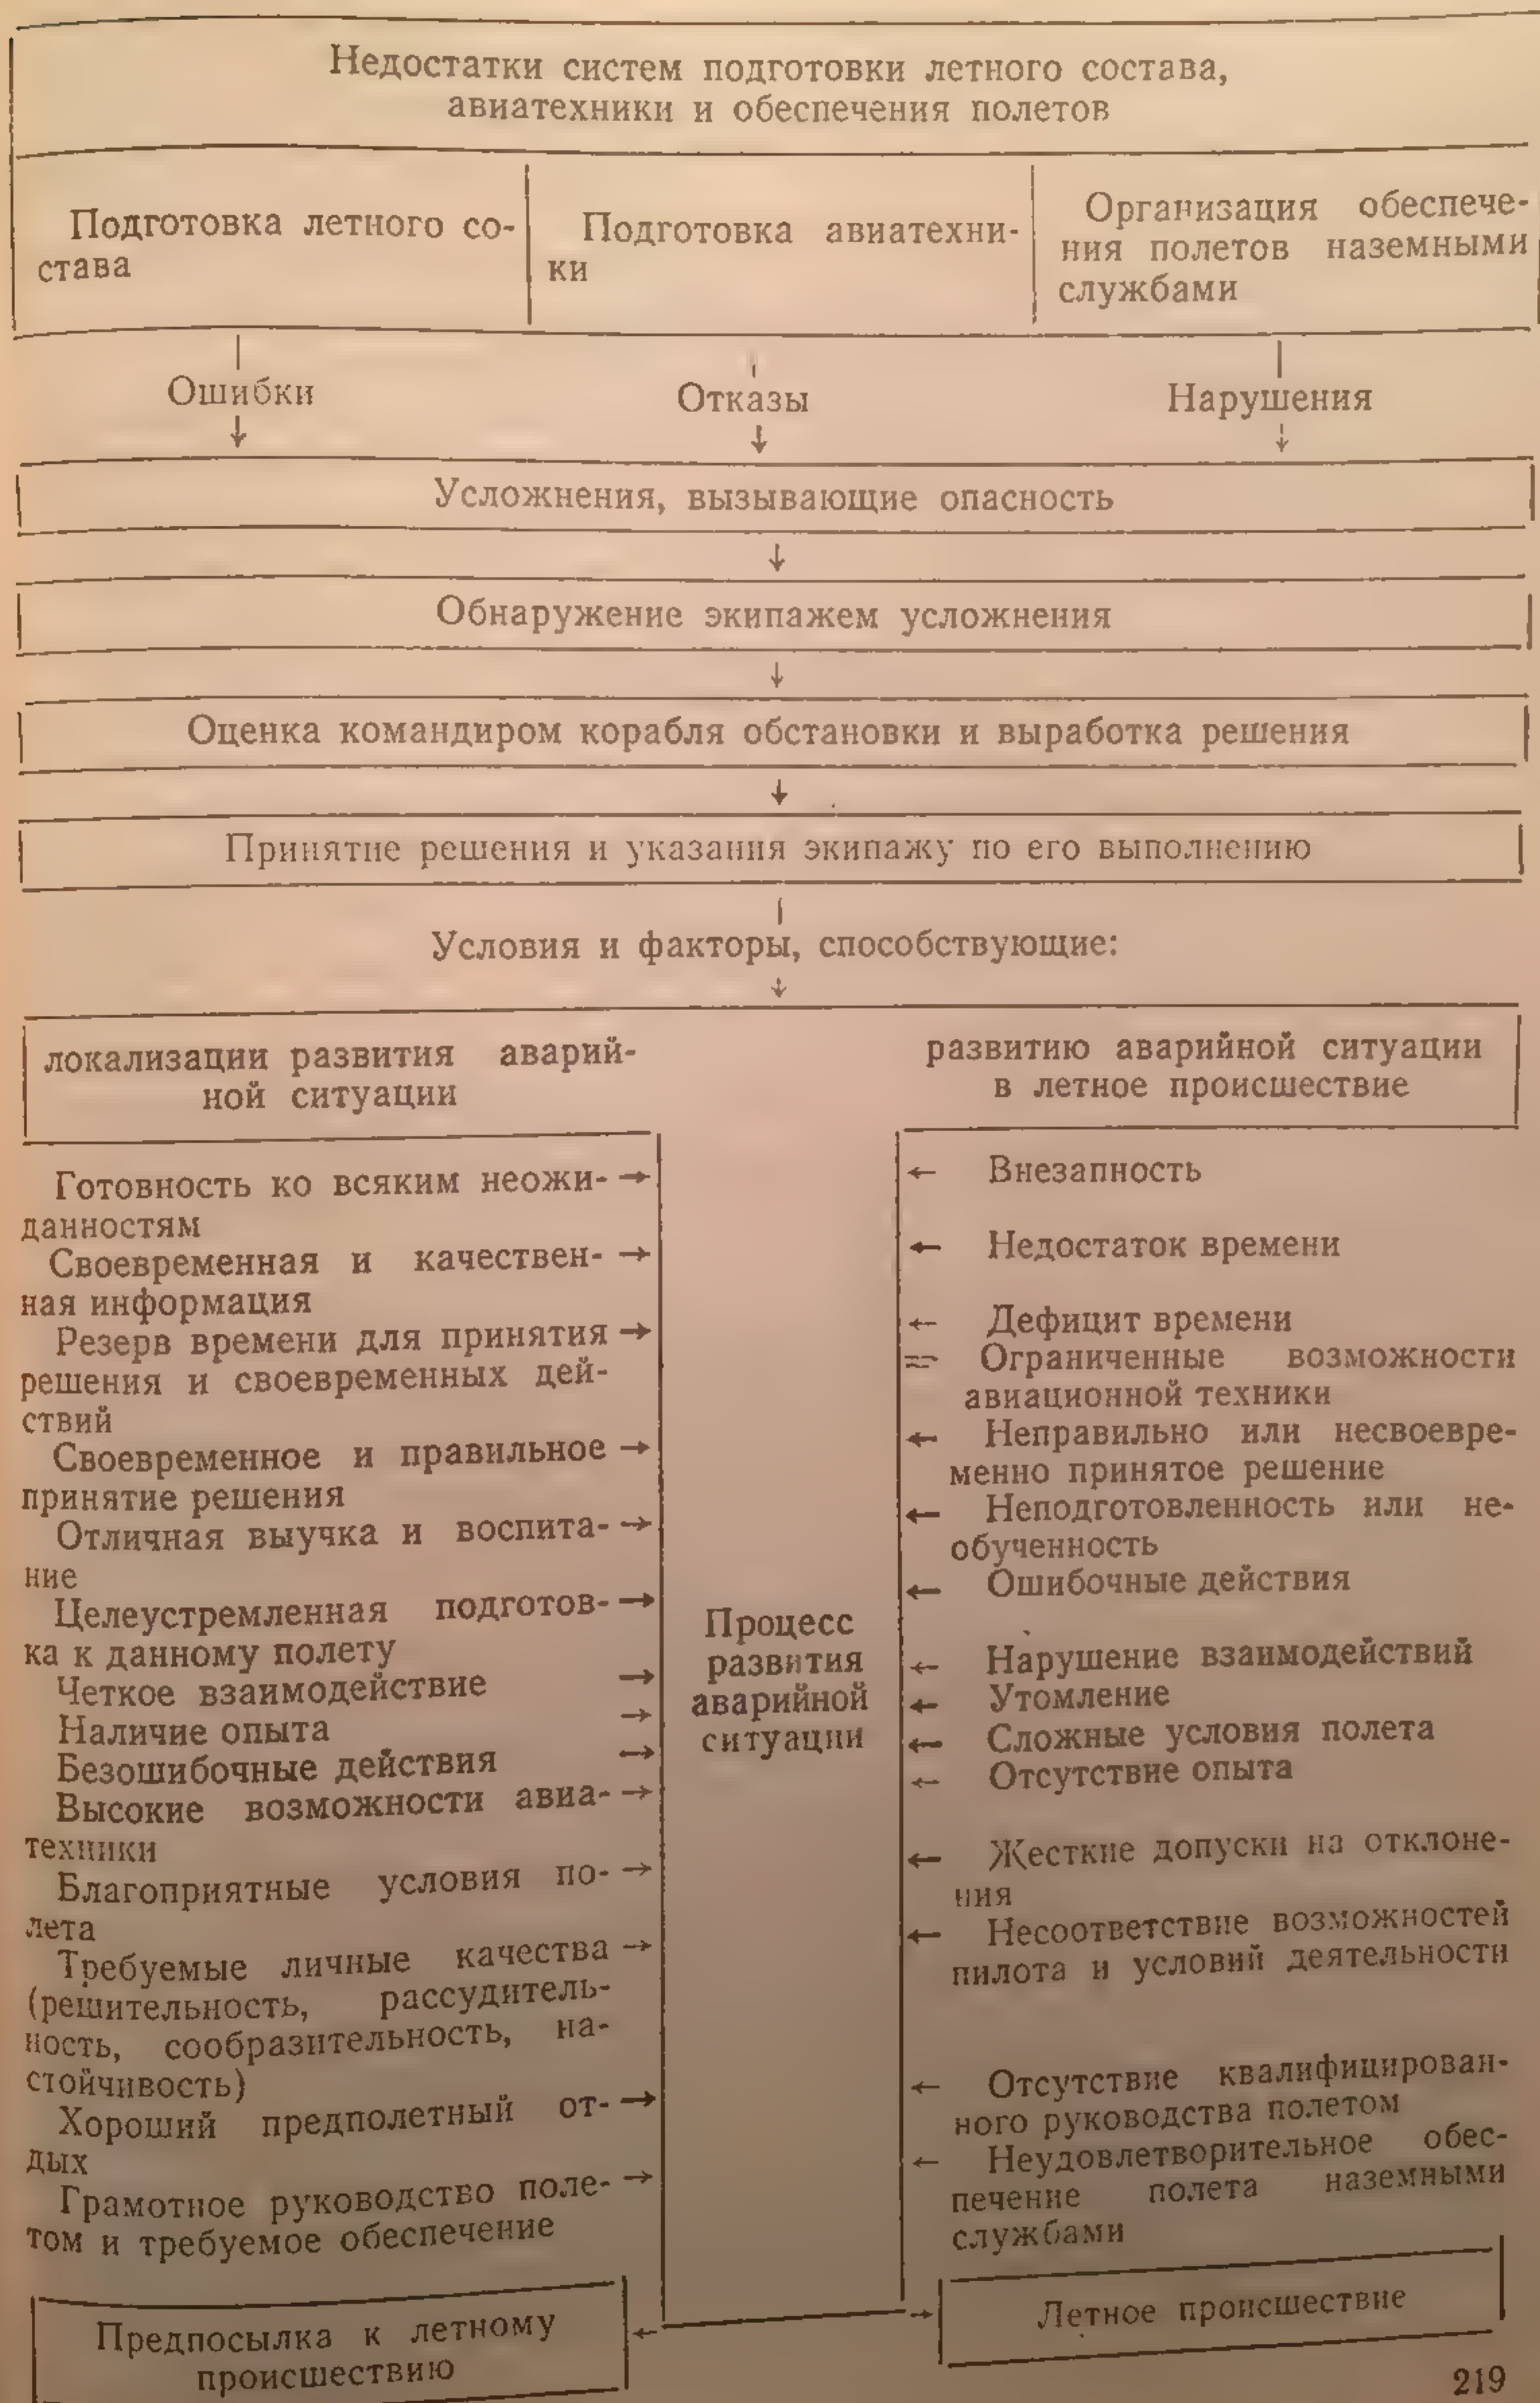 Недостатки систем подготовки летного состава,
авиатехники и обеспечения полетов
Подготовка летного со-
става
Подготовка авиатехни-
ки
Организация обеспече-
ния полетов наземными
службами
Ошибки
Отказы
Нарушения
Усложнения, вызывающие опасность
Обнаружение экипажем усложнения
Оценка командиром корабля обстановки и выработка решения
Принятие решения и указания экипажу по его выполнению
Условия и факторы, способствующие:
локализации развития аварий-
ной ситуации
Готовность ко всяким неожи-
данностям
Своевременная и качествен-
ная информация
Резерв времени для принятия
решения и своевременных дей-
ствий
Своевременное и правильное
принятие решения
Отличная выучка и воспита-
ние
Целеустремленная подготов-
ка к данному полету
Четкое взаимодействие
Наличие опыта
Безошибочные действия
Высокие возможности авиа-
техники
Благоприятные условия по-
лета
Требуемые личные качества
(решительность, рассудитель-
ность, сообразительность, на-
стойчивость)
Хороший предполетный от-
дых
Грамотное руководство поле-
том и требуемое обеспечение
Процесс
развития
аварийной
ситуации
развитию аварийной ситуации
в летное происшествие
Внезапность
Недостаток времени
Дефицит времени
Ограниченные возможности
авиационной техники
Неправильно или несвоевре-
менно принятое решение
Неподготовленность или не-
обученность
Ошибочные действия
Нарушение взаимодействий
Утомление
Сложные условия полета
Отсутствие опыта
Жесткие допуски на отклоне-
ния
Несоответствие возможностей
пилота и условий деятельности
Отсутствие квалифицирован-
ного руководства полетом
Неудовлетворительное обес-
печение полета наземными
службами
Предпосылка к летному
происшествию
Летное происшествие
219